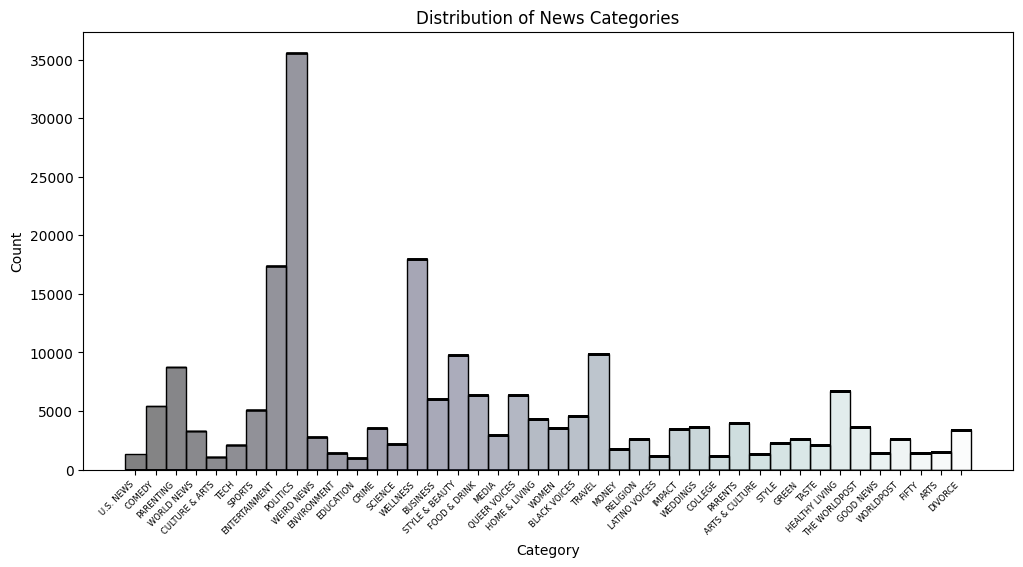 Distribution of News Categories
Count
35000
30000
25000
20000
15000
10000
5000
0
U.S. NEWS
COMEDY
PARENTING
WORLD NEWS
CULTURE & ARTS
TECH
SPORTS
ENTERTAINMENT
POLITICS
WEIRD NEWS
ENVIRONMENT
EDUCATION
CRIME
SCIENCE
WELLNESS
BUSINESS
STYLE & BEAUTY
FOOD & DRINK
MEDIA
QUEER VOICES
HOME & LIVING
WOMEN
BLACK VOICES
TRAVEL
MONEY
RELIGION
LATINO VOICES
IMPACT
WEDDINGS
COLLEGE
PARENTS
ARTS & CULTURE
STYLE
GREEN
TASTE
HEALTHY LIVING
THE WORLDPOST
GOOD NEWS
WORLDPOST
FIFTY
ARTS
DIVORCE
Category